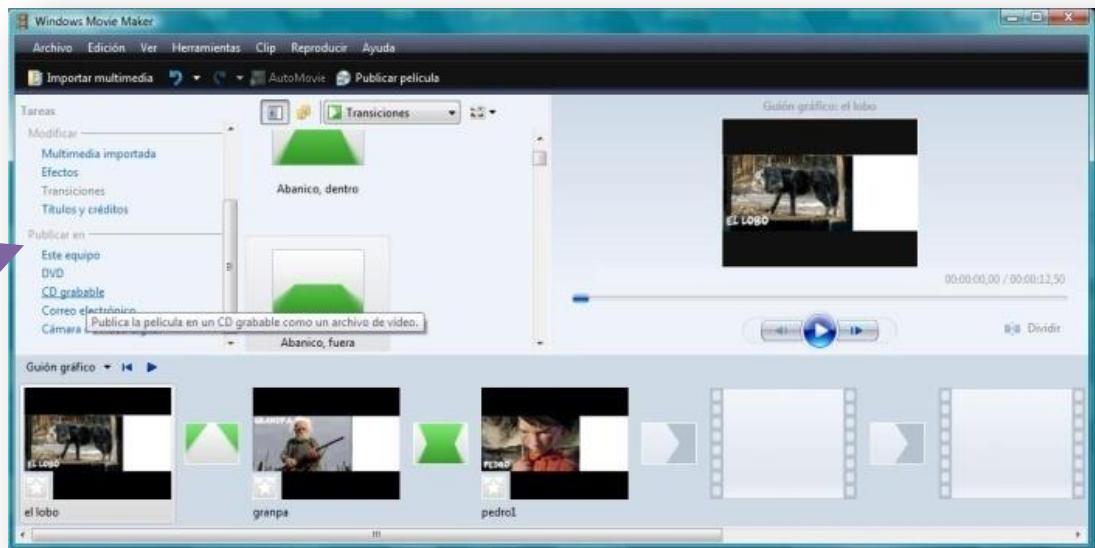 Windows Movie Maker
Archivo Edición Ver Herramientas Clip Reproducir Ayuda
Importar multimedia AutoMovie Publicar película
Tareas
Modificar
Multimedia importada
Efectos
Transiciones
Títulos y créditos
Publicar en
Este equipo
DVD
CD grabable
Correo electrónico
Cámara
Publica la película en un CD grabable como un archivo de vídeo.
Transiciones
Abanico, dentro
Abanico, fuera
Guión gráfico: el lobo
EL LOBO
00:00:00,00 / 00:00:12,50
Dividir
Guión gráfico
EL LOBO
GRANDPA
PEDRO
el lobo granpa pedro1